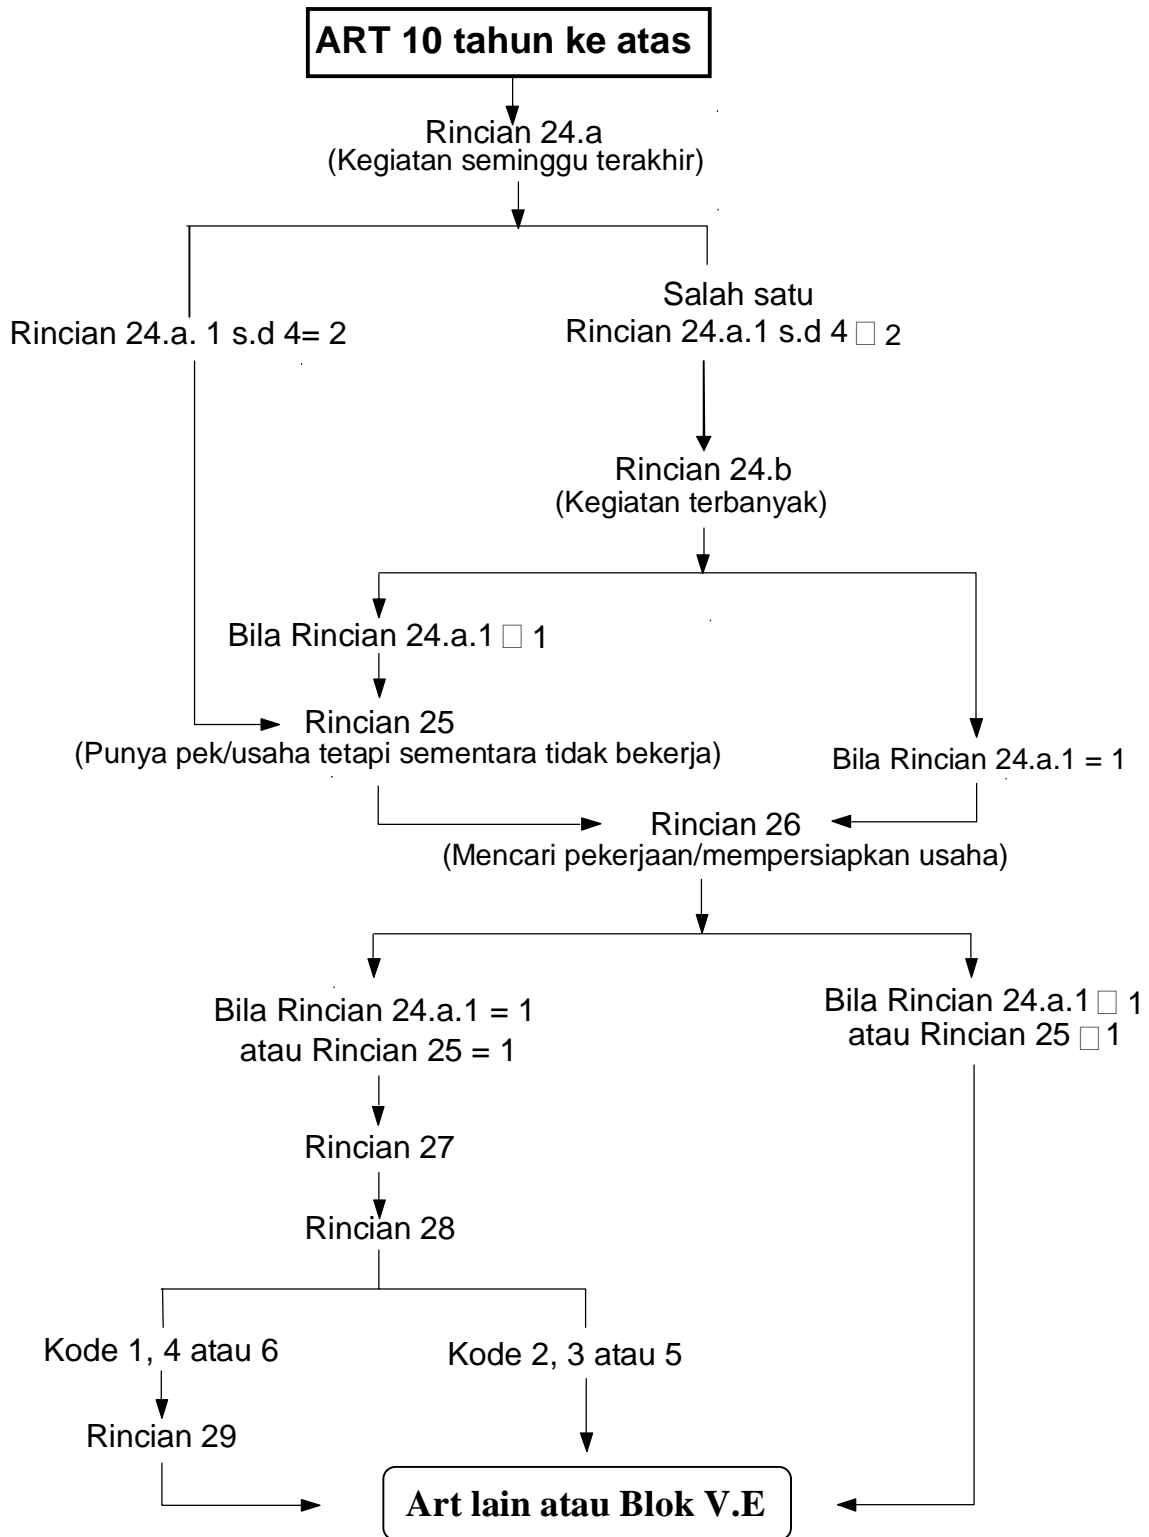 ART 10 tahun ke atas
Rincian 24.a
(Kegiatan seminggu terakhir)
Rincian 24.a. 1 s.d 4= 2
Salah satu
Rincian 24.a.1 s.d 4 □ 2
Rincian 24.b
(Kegiatan terbanyak)
Bila Rincian 24.a.1 □ 1
Rincian 25
(Punya pek/usaha tetapi sementara tidak bekerja)
Bila Rincian 24.a.1 = 1
Rincian 26
(Mencari pekerjaan/mempersiapkan usaha)
Bila Rincian 24.a.1 = 1
atau Rincian 25 = 1
Bila Rincian 24.a.1 □ 1
atau Rincian 25 □ 1
Rincian 27
Rincian 28
Kode 1, 4 atau 6
Kode 2, 3 atau 5
Rincian 29
Art lain atau Blok V.E